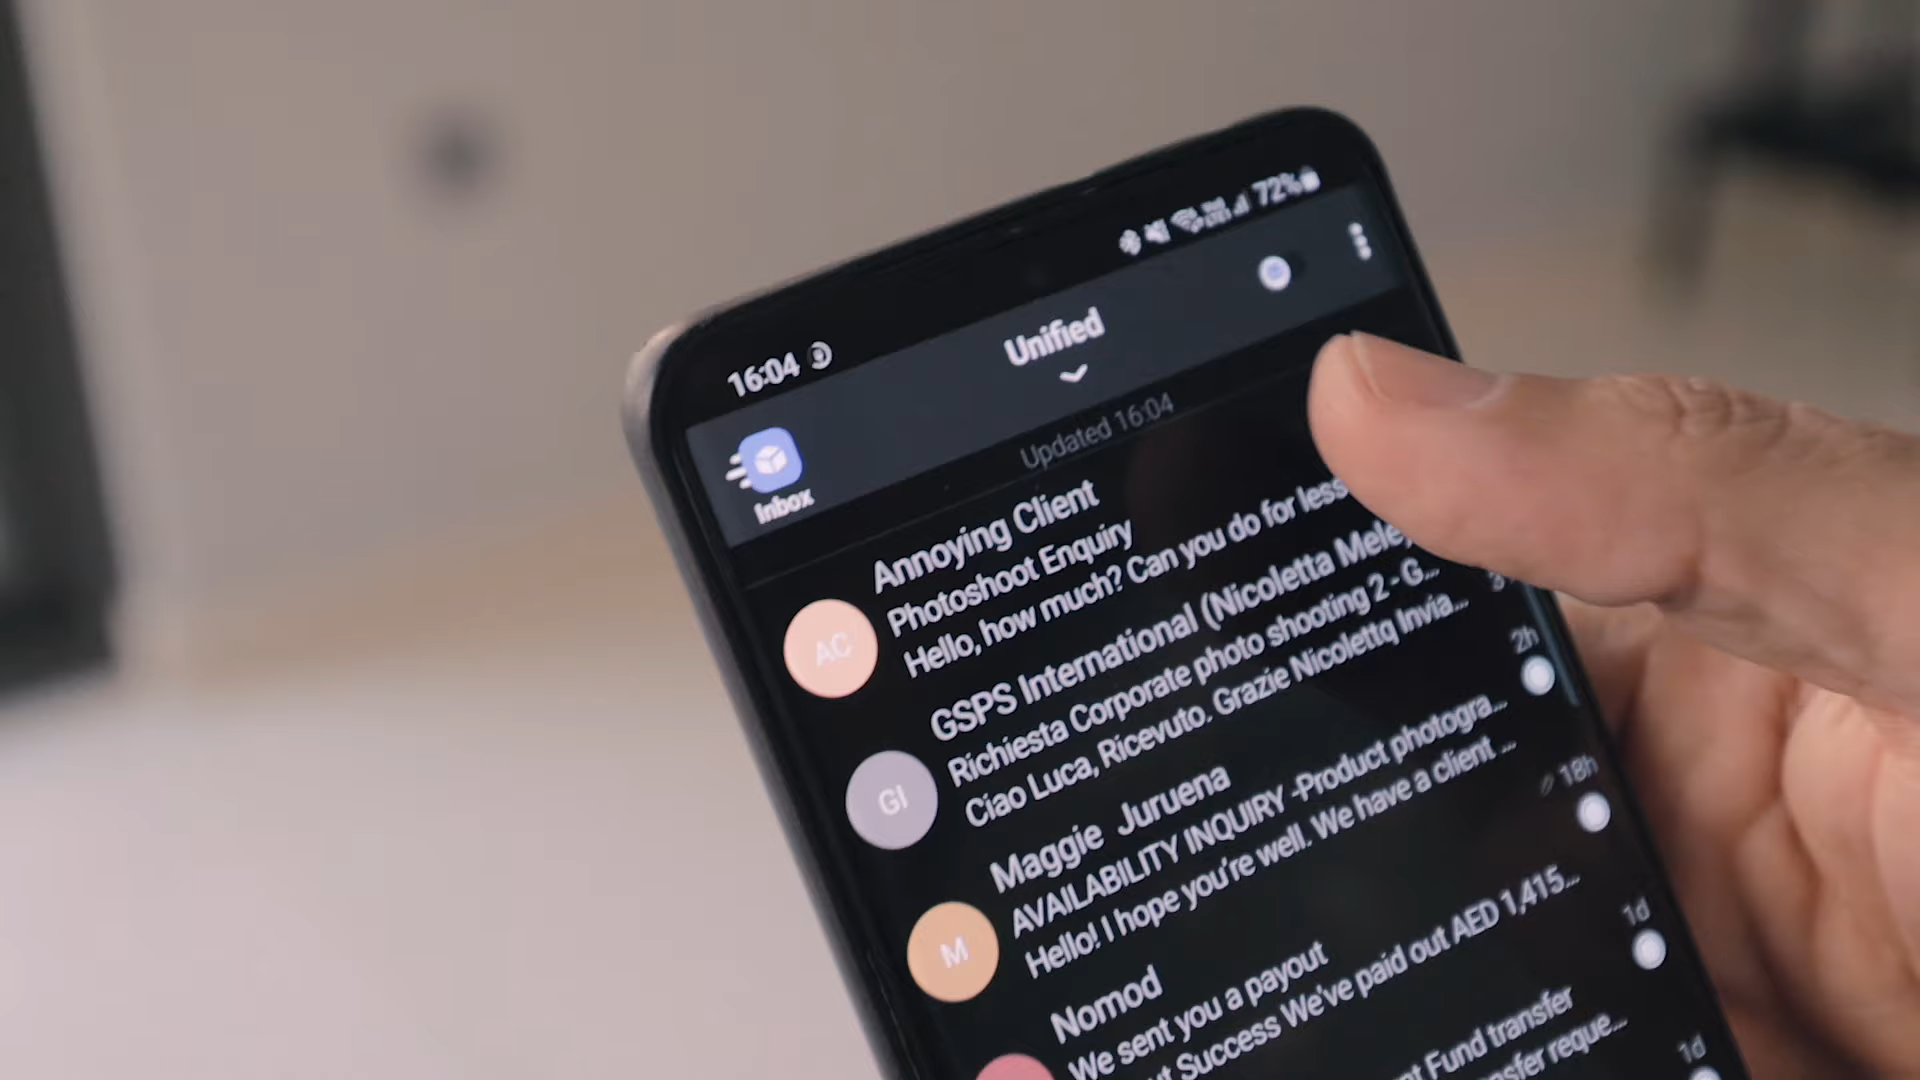 16:04
72%
Unified
Inbox
Updated 16:04
Annoying Client
Photoshoot Enquiry
Hello, how much? Can you do for less
AC
GSPS International (Nicoletta Mele
Richiesta Corporate photo shooting 2 - G...
Ciao Luca, Ricevuto. Grazie Nicolettq Invia...
GI
2h
Maggie Juruena
AVAILABILITY INQUIRY -Product photogra...
Hello! I hope you're well. We have a client ...
M
18h
Nomod
We sent you a payout
Success We've paid out AED 1,415...
1d
Fund transfer
reque...
1d